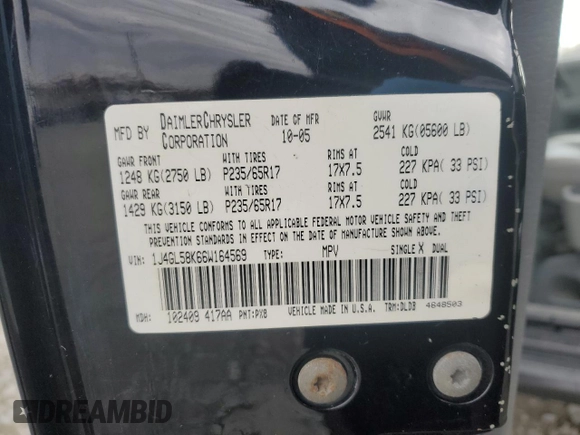 MFD BY DAIMLERCHRYSLER CORPORATION DATE OF MFR 10-05 GVWR 2541 KG(05600 LB)
GAWR FRONT WITH TIRES RIMS AT COLD
1248 KG(2750 LB) P235/65R17 17X7.5 227 KPA( 33 PSI)
GAWR REAR WITH TIRES RIMS AT COLD
1429 KG(3150 LB) P235/65R17 17X7.5 227 KPA( 33 PSI)
THIS VEHICLE CONFORMS TO ALL APPLICABLE FEDERAL MOTOR VEHICLE SAFETY AND THEFT
PREVENTION STANDARDS IN EFFECT ON THE DATE OF MANUFACTURE SHOWN ABOVE.
VIN: 1J4GL58K66W164569 TYPE: MPV SINGLE X DUAL
MDH: 102409 417AA PNT:PX8 VEHICLE MADE IN U.S.A. TRM:DLDB 4648503
DREAMBID